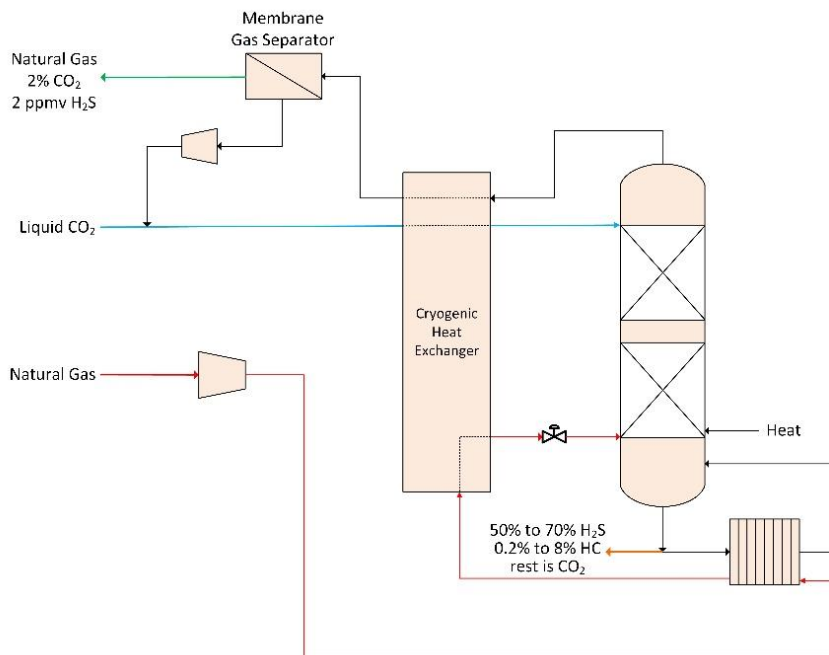 Membrane
Gas Separator
Natural Gas
2% CO₂
2 ppmv H₂S
Liquid CO₂
Cryogenic
Heat
Exchanger
Natural Gas
Heat
50% to 70% H₂S
0.2% to 8% HC
rest is CO₂